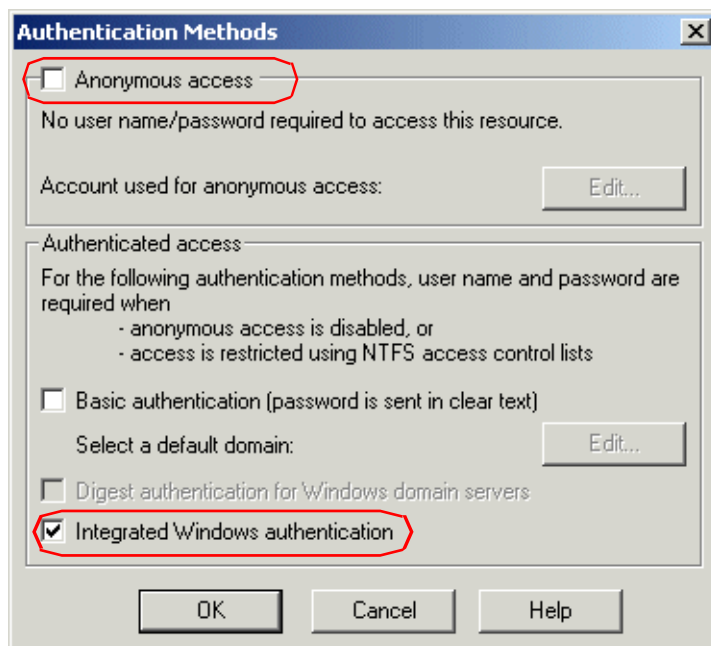 Authentication Methods
Anonymous access
No user name/password required to access this resource.
Account used for anonymous access:
Edit...
Authenticated access
For the following authentication methods, user name and password are
required when
- anonymous access is disabled, or
- access is restricted using NTFS access control lists
Basic authentication (password is sent in clear text)
Select a default domain:
Edit...
Digest authentication for Windows domain servers
Integrated Windows authentication
OK
Cancel
Help